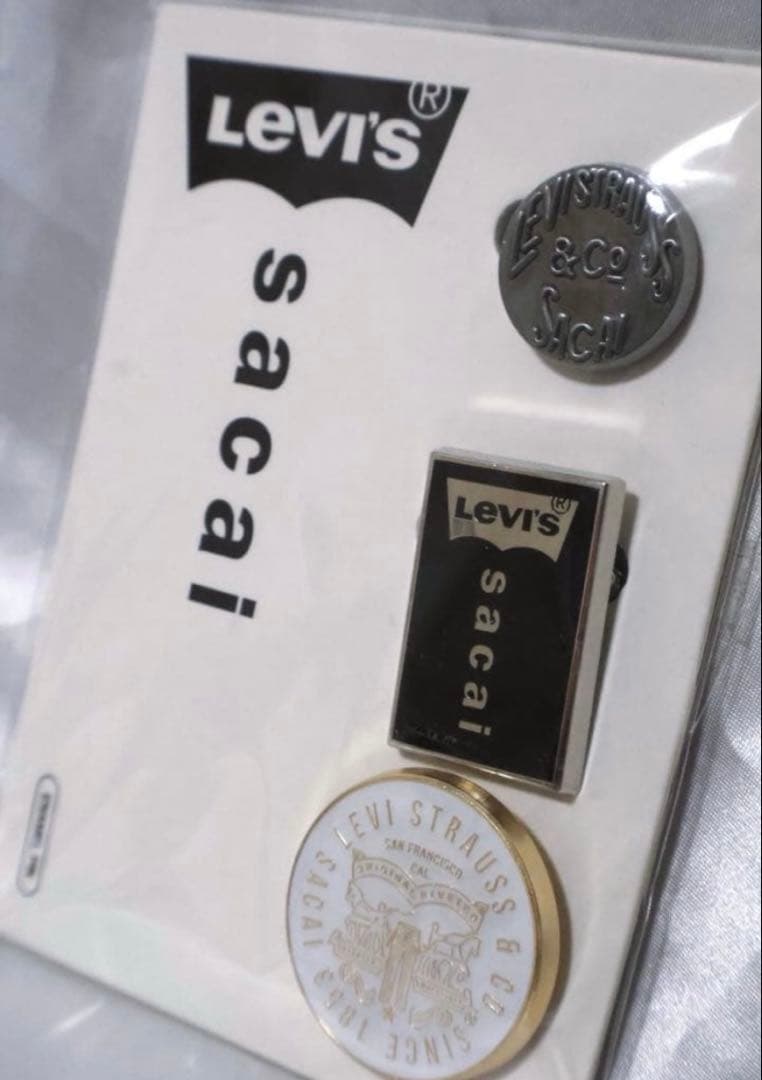 LEVI'S®
sacai
LEVI STRAUSS
&Co
SACAI
LEVI'S®
sacai
LEVI STRAUSS & CO
SAN FRANCISCO
CAL
SINCE 1853
SACAI